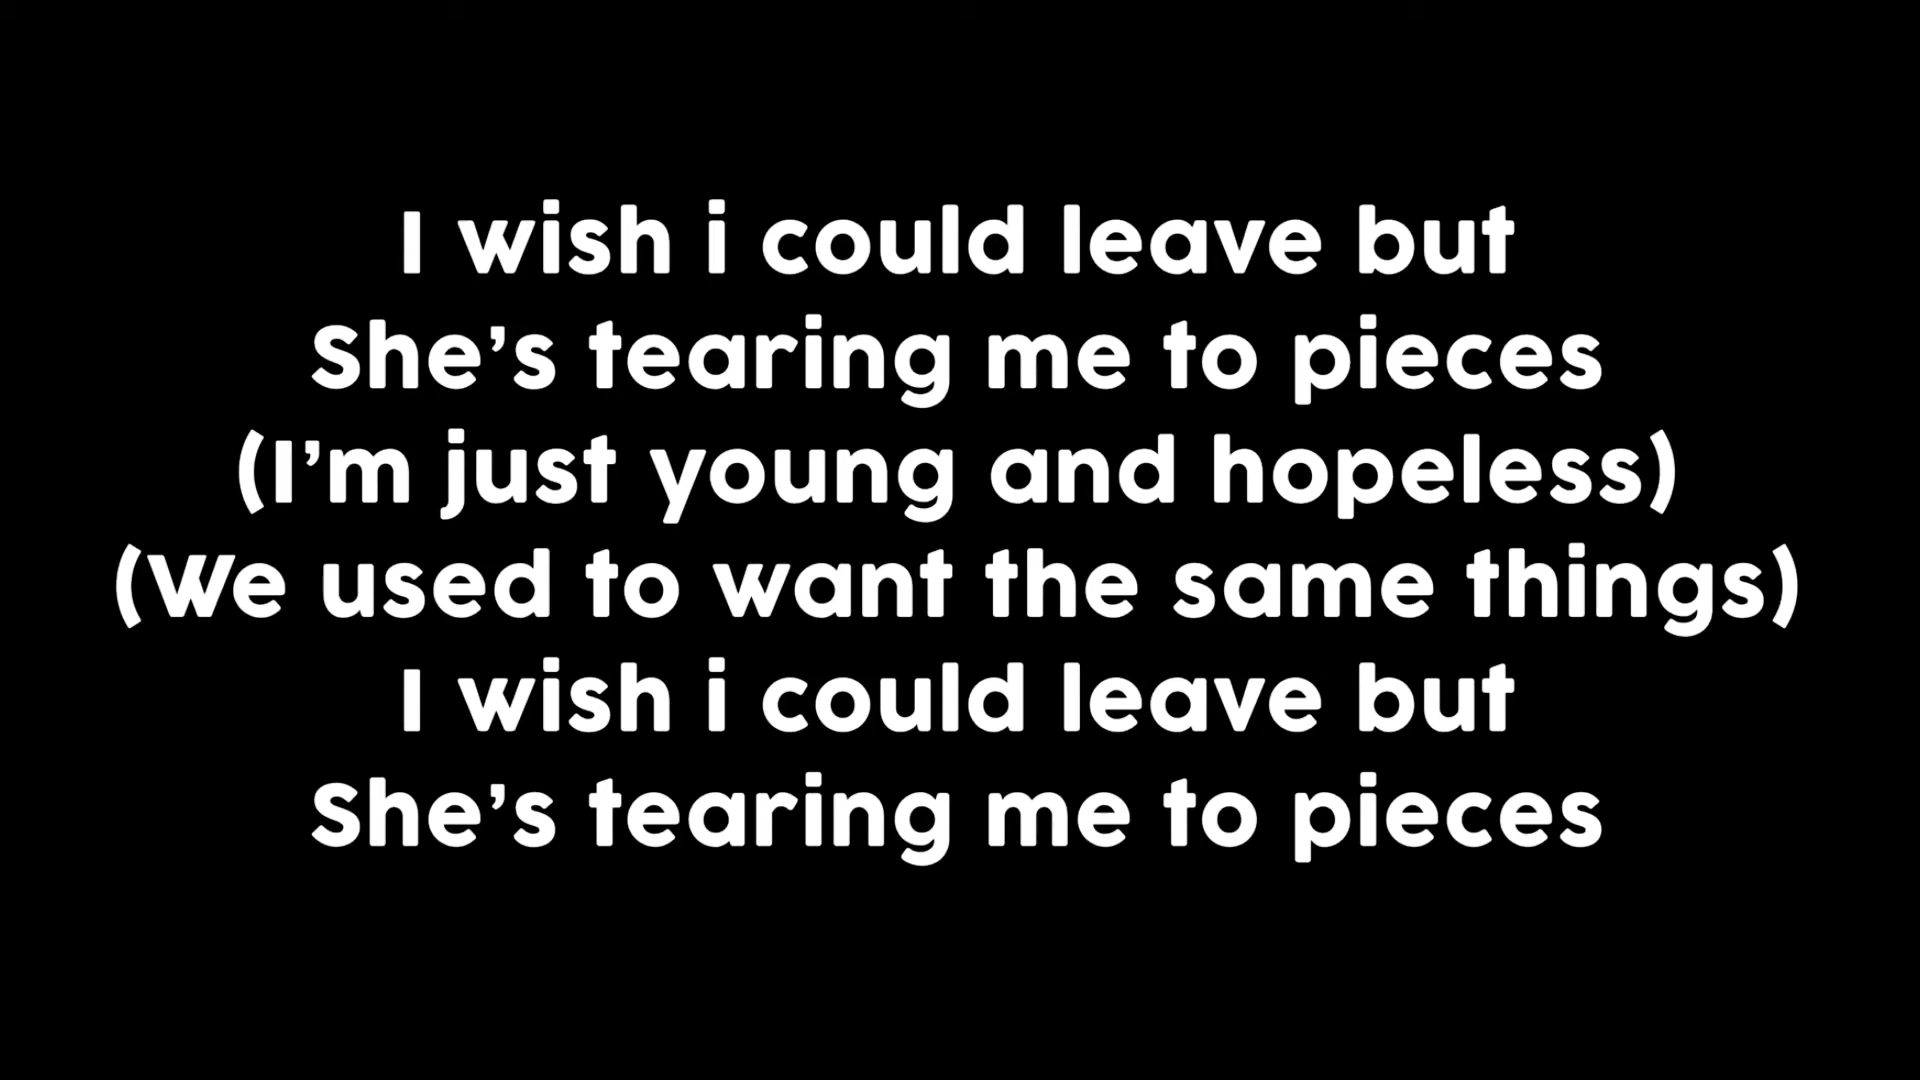 I wish i could leave but
She's tearing me to pieces
(I'm just young and hopeless)
(We used to want the same things)
I wish i could leave but
She's tearing me to pieces